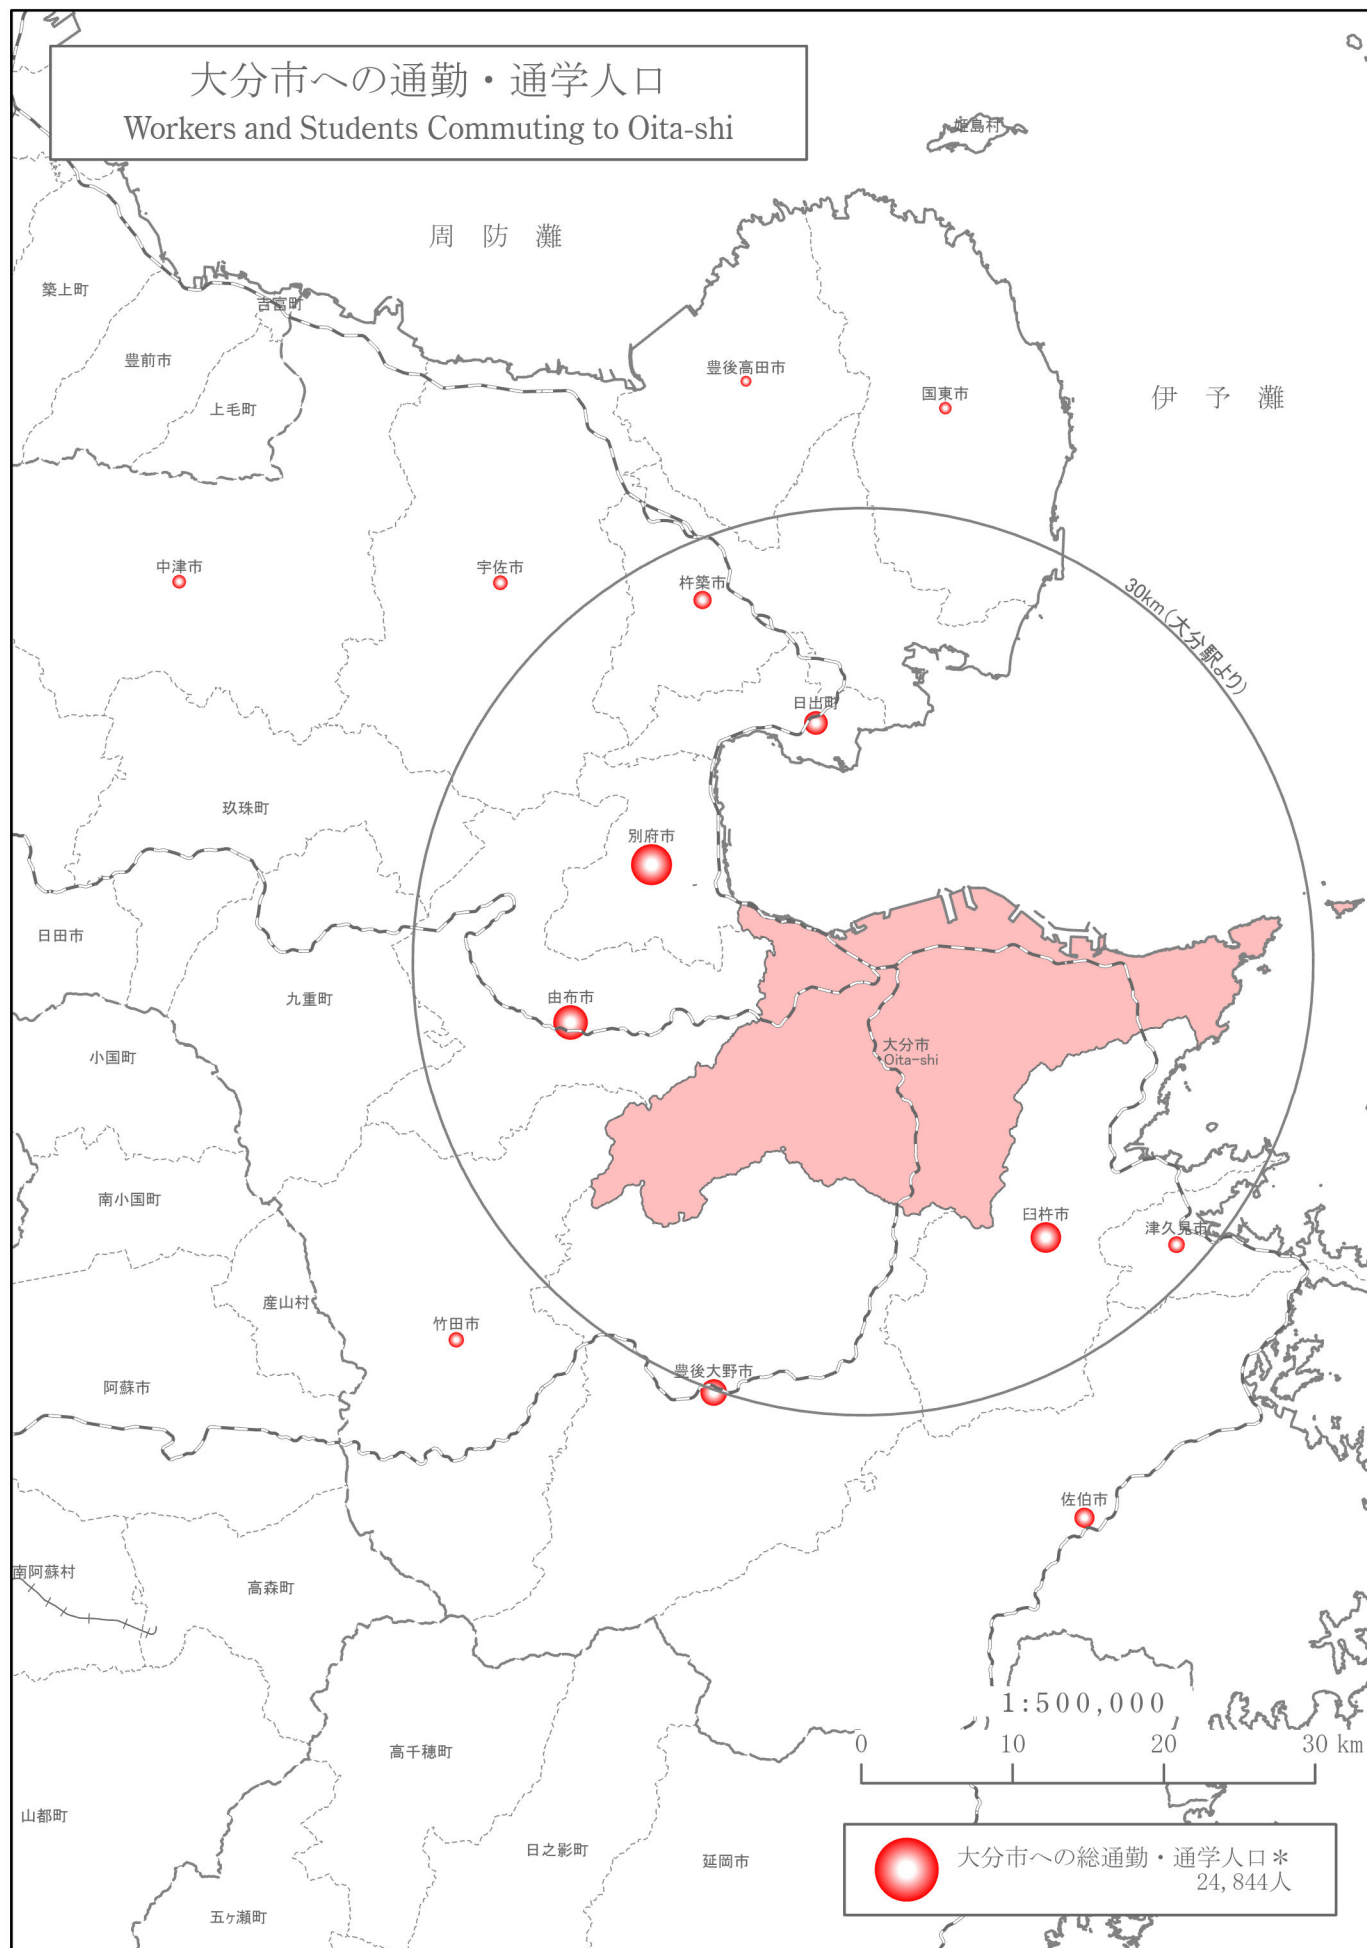 大分市への通勤・通学人口
Workers and Students Commuting to Oita-shi
姫島村
周防灘
築上町
吉富町
豊前市
上毛町
豊後高田市
国東市
伊予灘
中津市
宇佐市
杵築市
30km(大分駅より)
日出町
玖珠町
別府市
日田市
九重町
由布市
大分市
Oita-shi
小国町
南小国町
臼杵市
津久見市
産山村
竹田市
阿蘇市
豊後大野市
佐伯市
南阿蘇村
高森町
1:500,000
0 10 20 30 km
高千穂町
山都町
日之影町
延岡市
五ヶ瀬町
大分市への総通勤・通学人口*
24,844人